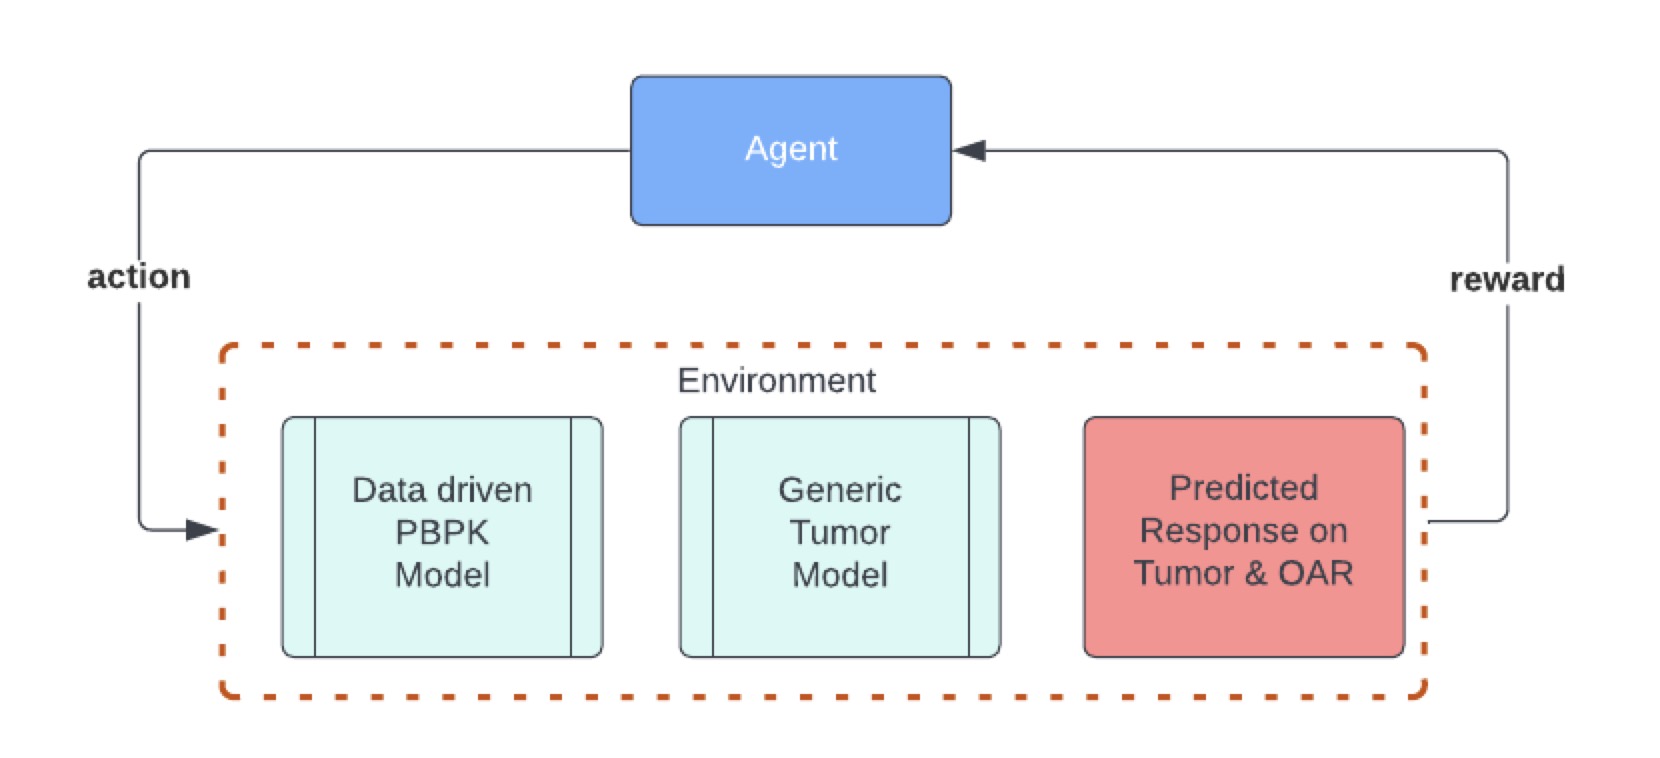 Agent
action
reward
Environment
Data driven
PBPK
Model
Generic
Tumor
Model
Predicted
Response on
Tumor & OAR